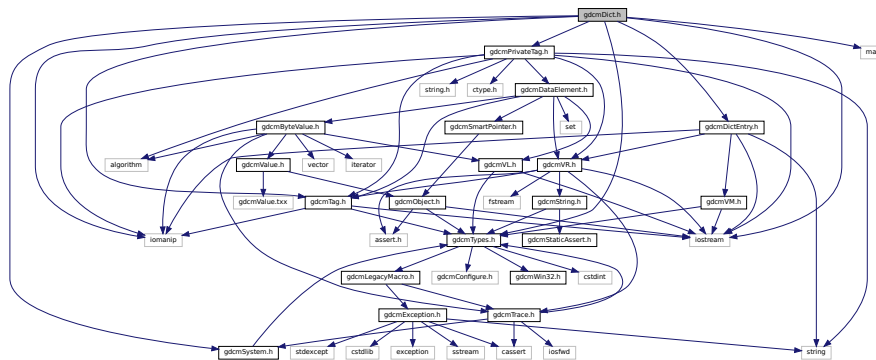 gdcmDict.h
gdcmPrivateTag.h
string.h
ctype.h
gdcmDataElement.h
gdcmByteValue.h
gdcmSmartPointer.h
set
gdcmDictEntry.h
algorithm
gdcmValue.h
vector
iterator
gdcmVL.h
gdcmVR.h
gdcmValue.txx
gdcmTag.h
gdcmObject.h
fstream
gdcmString.h
gdcmVM.h
iomanip
assert.h
gdcmTypes.h
gdcmStaticAssert.h
iostream
gdcmLegacyMacro.h
gdcmConfigure.h
gdcmWin32.h
cstdint
gdcmException.h
gdcmTrace.h
gdcmSystem.h
stdexcept
cstdlib
exception
sstream
cassert
iosfwd
string